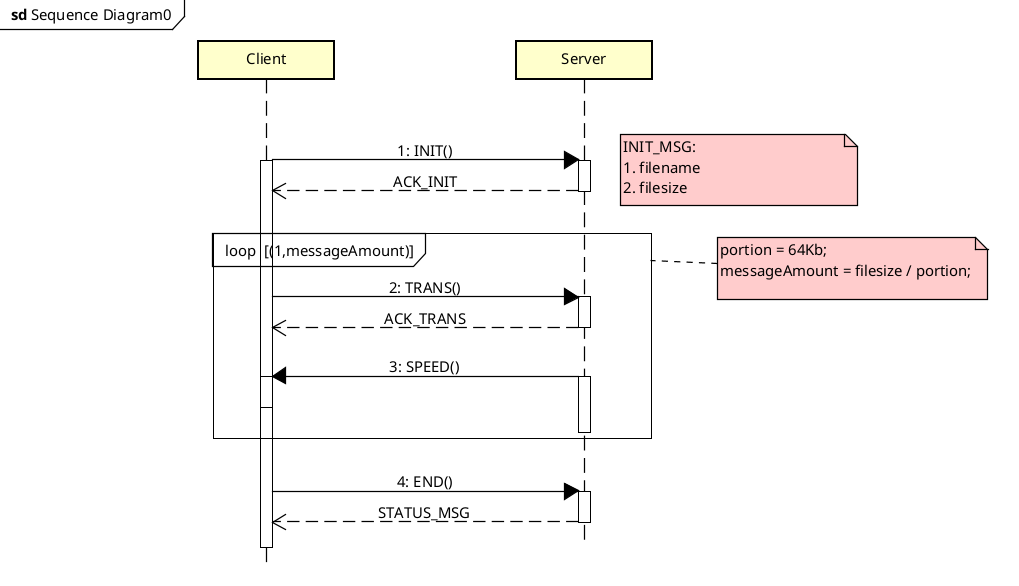 sd Sequence Diagram0
Client
Server
1: INIT()
ACK_INIT
INIT_MSG:
1. filename
2. filesize
loop [(1,messageAmount)]
portion = 64Kb;
messageAmount = filesize / portion;
2: TRANS()
ACK_TRANS
3: SPEED()
4: END()
STATUS_MSG